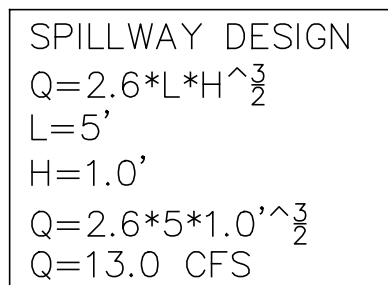 SPILLWAY DESIGN
Q=2.6*L*H^3/2
L=5'
H=1.0'
Q=2.6*5*1.0'^3/2
Q=13.0 CFS